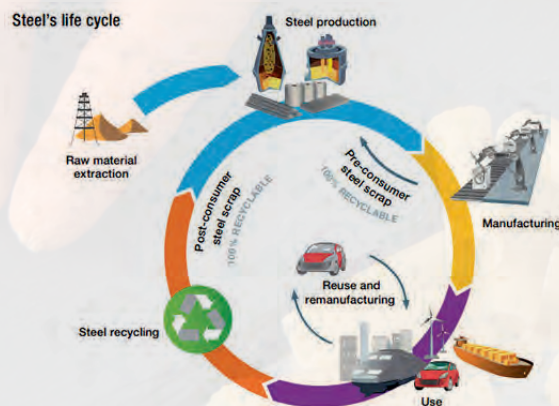 Steel's life cycle
Steel production
Raw material
extraction
Pre-consumer
steel scrap
100% RECYCLABLE
Manufacturing
Post-consumer
steel scrap
100% RECYCLABLE
Reuse and
remanufacturing
Steel recycling
Use